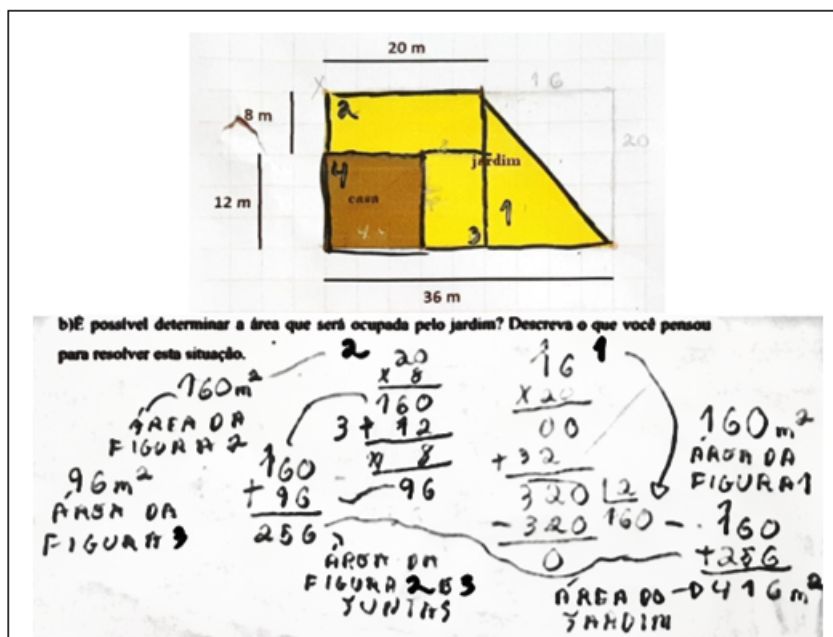 20 m
16
8 m
2
20
jardim
4
casa
12 m
1
3
36 m
b)É possível determinar a área que será ocupada pelo jardim? Descreva o que você pensou
para resolver esta situação.
2
20
x 8
160
160 m²
ÁREA DA
FIGURA 2
3 + 12
x 8
96
160
+ 96
256
96 m²
ÁREA DA
FIGURA 3
ÁREA DA
FIGURA 2 E 3
JUNTAS
16 1
x 20
00
+ 32
320 2
- 320 160
0
160 m²
ÁREA DA
FIGURA 1
160
+256
416 m²
ÁREA DO
JARDIM